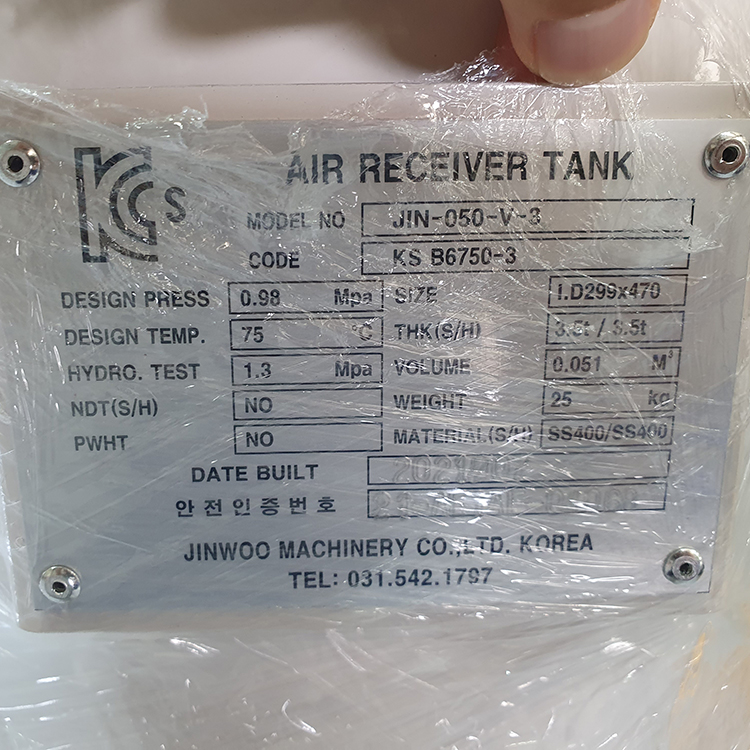 KCs
AIR RECEIVER TANK
MODEL NO JIN-050-V-3
CODE KS B6750-3
DESIGN PRESS 0.98 Mpa SIZE I.D299x470
DESIGN TEMP. 75 °C THK(S/H) 3.5t / 3.5t
HYDRO. TEST 1.3 Mpa VOLUME 0.051 M³
NDT(S/H) NO WEIGHT 25 kg
PWHT NO MATERIAL(S/H) SS400/SS400
DATE BUILT
안전인증번호
JINWOO MACHINERY CO.,LTD. KOREA
TEL: 031.542.1797